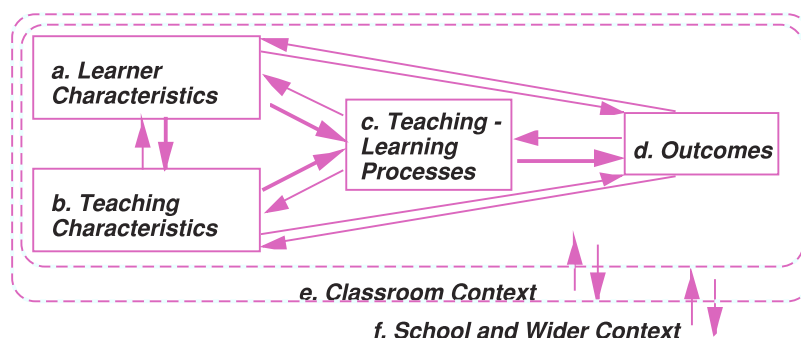 a. Learner
Characteristics
b. Teaching
Characteristics
c. Teaching -
Learning
Processes
d. Outcomes
e. Classroom Context
f. School and Wider Context